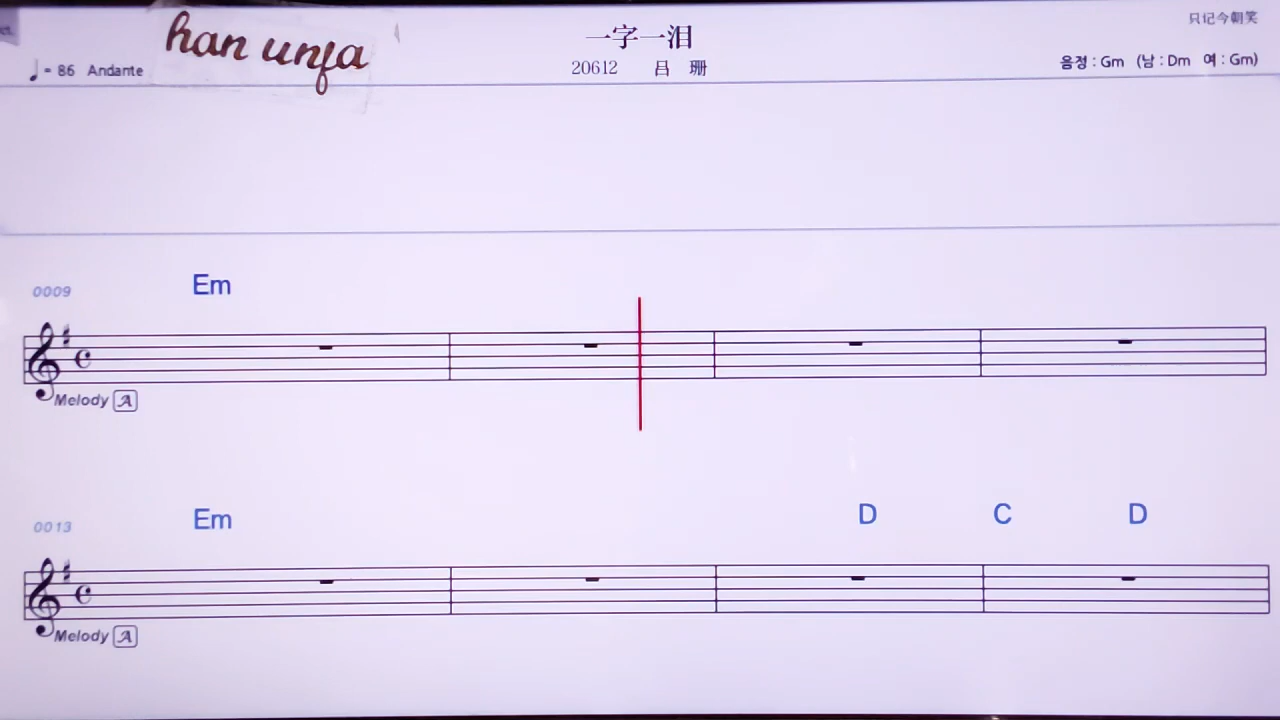 han unfa
一字一泪
只记今朝笑
♩= 86 Andante
20612 吕 珊
음정 : Gm (남 : Dm 여 : Gm)
0009 Em
Melody A
0013 Em D C D
Melody A